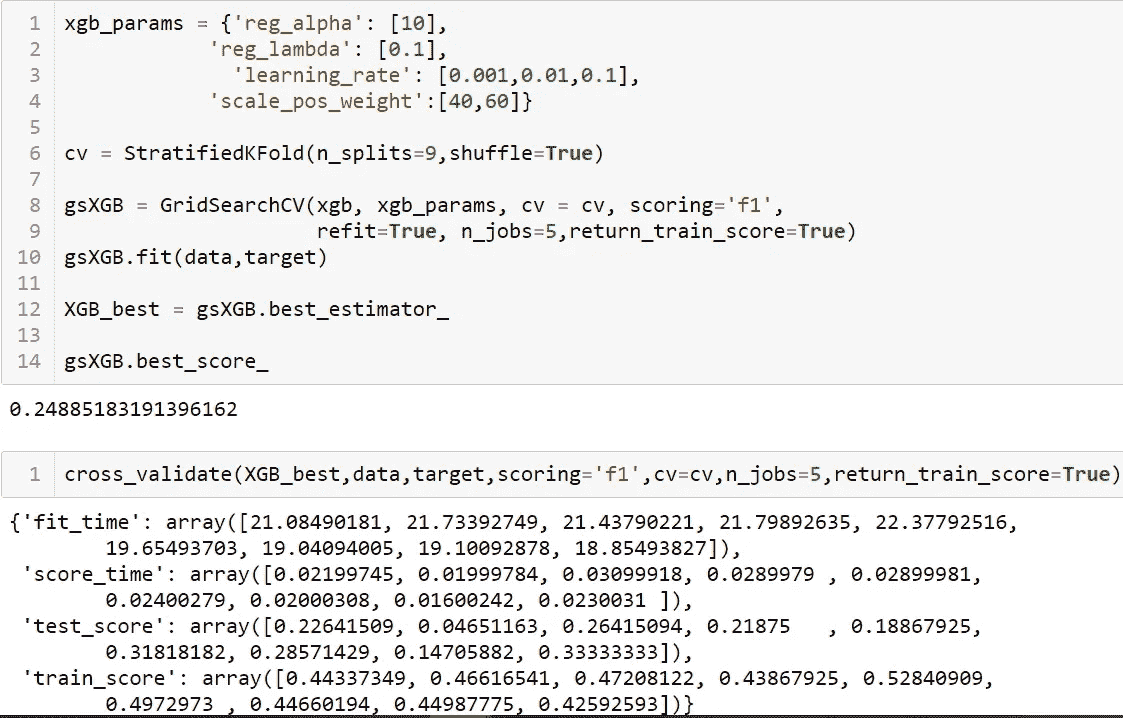 1 xgb_params = {'reg_alpha': [10],
2 'reg_lambda': [0.1],
3 'learning_rate': [0.001,0.01,0.1],
4 'scale_pos_weight':[40,60]}
5
6 cv = StratifiedKFold(n_splits=9,shuffle=True)
7
8 gsXGB = GridSearchCV(xgb, xgb_params, cv = cv, scoring='f1',
9 refit=True, n_jobs=5,return_train_score=True)
10 gsXGB.fit(data,target)
11
12 XGB_best = gsXGB.best_estimator_
13
14 gsXGB.best_score_
0.24885183191396162
1 cross_validate(XGB_best,data,target,scoring='f1',cv=cv,n_jobs=5,return_train_score=True)
{'fit_time': array([21.08490181, 21.73392749, 21.43790221, 21.79892635, 22.37792516,
19.65493703, 19.04094005, 19.10092878, 18.85493827]),
'score_time': array([0.02199745, 0.01999784, 0.03099918, 0.0289979 , 0.02899981,
0.02400279, 0.02000308, 0.01600242, 0.0230031 ]),
'test_score': array([0.22641509, 0.04651163, 0.26415094, 0.21875   , 0.18867925,
0.31818182, 0.28571429, 0.14705882, 0.33333333]),
'train_score': array([0.44337349, 0.46616541, 0.47208122, 0.43867925, 0.52840909,
0.4972973 , 0.44660194, 0.44987775, 0.42592593])}